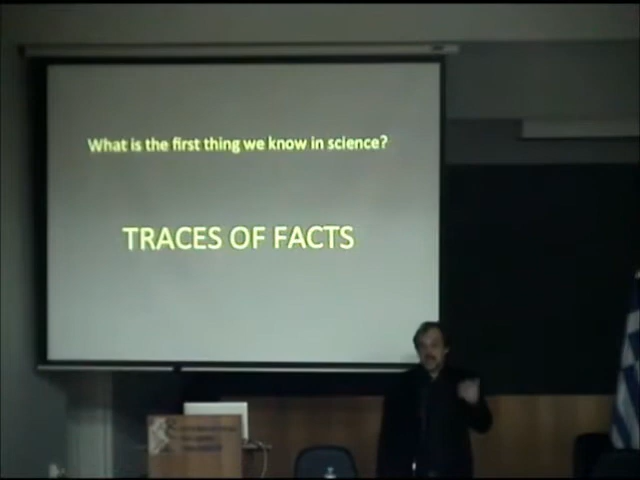 What is the first thing we know in science?
TRACES OF FACTS